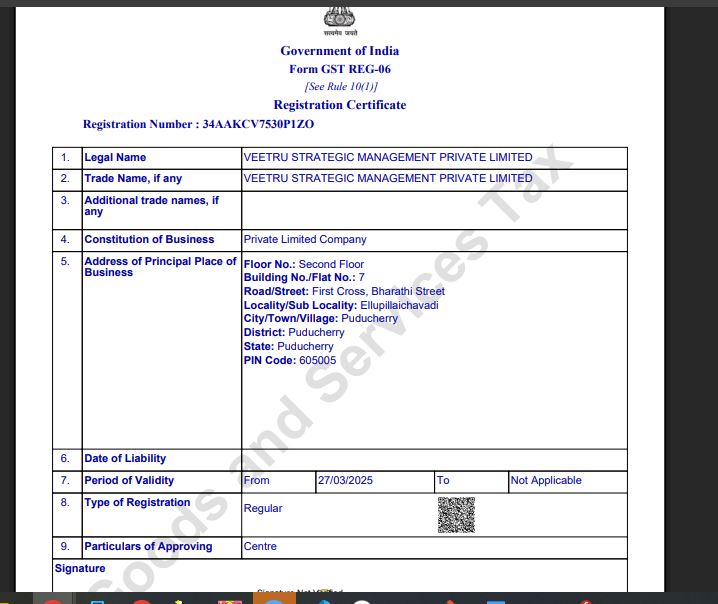 सत्यमेव जयते
Government of India
Form GST REG-06
[See Rule 10(1)]
Registration Certificate
Registration Number : 34AAKCV7530P1ZO
1. Legal Name VEETRU STRATEGIC MANAGEMENT PRIVATE LIMITED
2. Trade Name, if any VEETRU STRATEGIC MANAGEMENT PRIVATE LIMITED
3. Additional trade names, if
any
4. Constitution of Business Private Limited Company
5. Address of Principal Place of
Business
Floor No.: Second Floor
Building No./Flat No.: 7
Road/Street: First Cross, Bharathi Street
Locality/Sub Locality: Ellupillaichavadi
City/Town/Village: Puducherry
District: Puducherry
State: Puducherry
PIN Code: 605005
6. Date of Liability
7. Period of Validity From 27/03/2025 To Not Applicable
8. Type of Registration Regular
9. Particulars of Approving Centre
Signature
Signature Not Verified
Goods and Services Tax